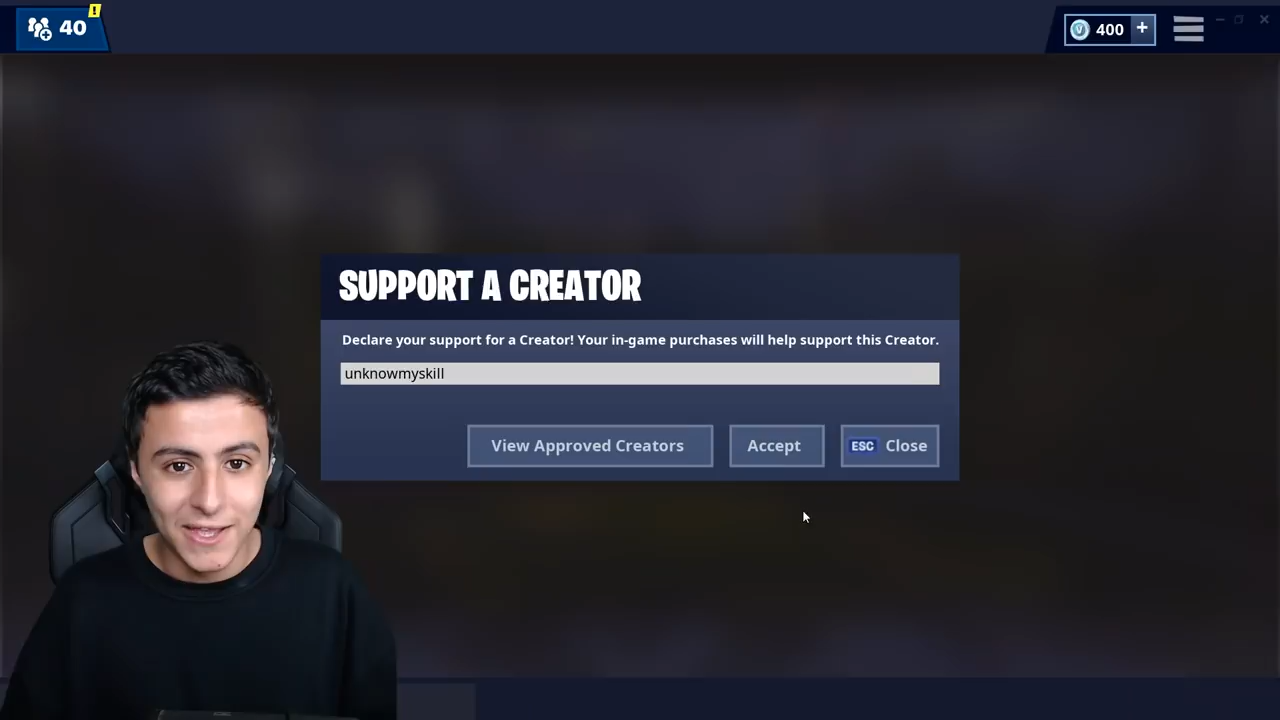 40
!
400 +
SUPPORT A CREATOR
Declare your support for a Creator! Your in-game purchases will help support this Creator.
unknowmyskill
View Approved Creators
Accept
ESC Close